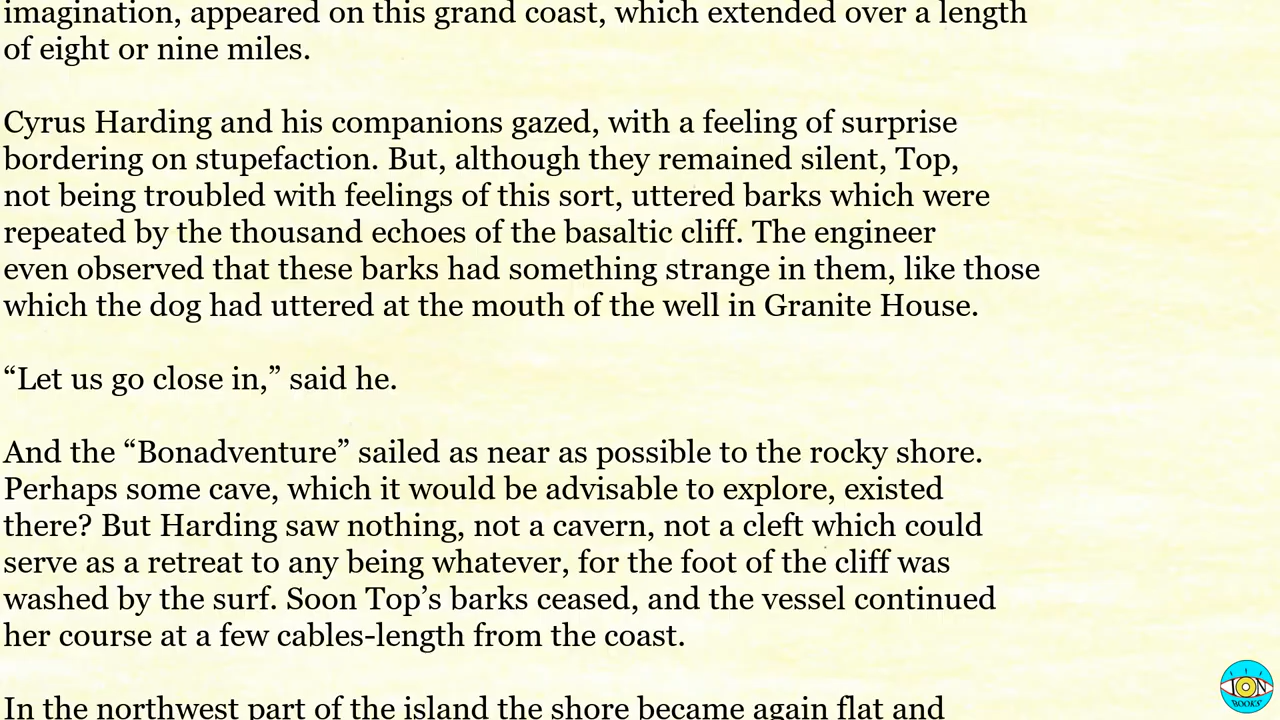 imagination, appeared on this grand coast, which extended over a length
of eight or nine miles.
Cyrus Harding and his companions gazed, with a feeling of surprise
bordering on stupefaction. But, although they remained silent, Top,
not being troubled with feelings of this sort, uttered barks which were
repeated by the thousand echoes of the basaltic cliff. The engineer
even observed that these barks had something strange in them, like those
which the dog had uttered at the mouth of the well in Granite House.
“Let us go close in,” said he.
And the “Bonadventure” sailed as near as possible to the rocky shore.
Perhaps some cave, which it would be advisable to explore, existed
there? But Harding saw nothing, not a cavern, not a cleft which could
serve as a retreat to any being whatever, for the foot of the cliff was
washed by the surf. Soon Top’s barks ceased, and the vessel continued
her course at a few cables-length from the coast.
In the northwest part of the island the shore became again flat and
ION
BOOKS